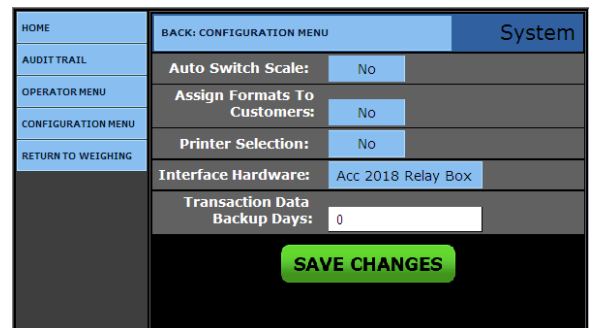 HOME
AUDIT TRAIL
OPERATOR MENU
CONFIGURATION MENU
RETURN TO WEIGHING
BACK: CONFIGURATION MENU
System
Auto Switch Scale: No
Assign Formats To
Customers: No
Printer Selection: No
Interface Hardware: Acc 2018 Relay Box
Transaction Data
Backup Days: 0
SAVE CHANGES